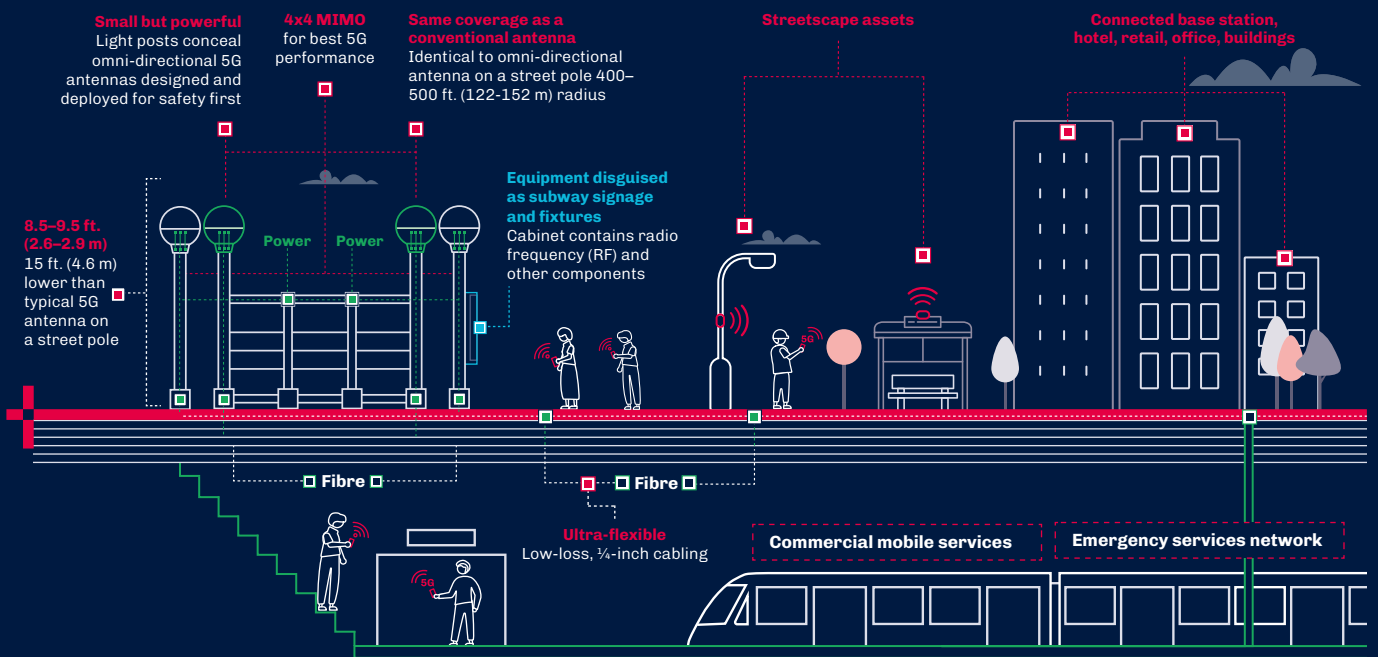 Small but powerful
Light posts conceal
omni-directional 5G
antennas designed and
deployed for safety first
4x4 MIMO
for best 5G
performance
Same coverage as a
conventional antenna
Identical to omni-directional
antenna on a street pole 400–
500 ft. (122-152 m) radius
Streetscape assets
Connected base station,
hotel, retail, office, buildings
Equipment disguised
as subway signage
and fixtures
Cabinet contains radio
frequency (RF) and
other components
8.5–9.5 ft.
(2.6–2.9 m)
15 ft. (4.6 m)
lower than
typical 5G
antenna on
a street pole
Power
Power
5G
Fibre
Fibre
Ultra-flexible
Low-loss, ¼-inch cabling
Commercial mobile services
Emergency services network
5G